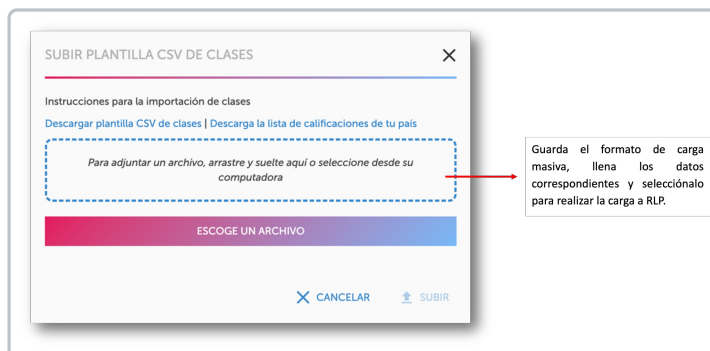 SUBIR PLANTILLA CSV DE CLASES
Instrucciones para la importación de clases
Descargar plantilla CSV de clases | Descarga la lista de calificaciones de tu país
Para adjuntar un archivo, arrastre y suelte aquí o seleccione desde su
computadora
ESCOGE UN ARCHIVO
CANCELAR SUBIR
Guarda el formato de carga
masiva, llena los datos
correspondientes y selecciónalo
para realizar la carga a RLP.